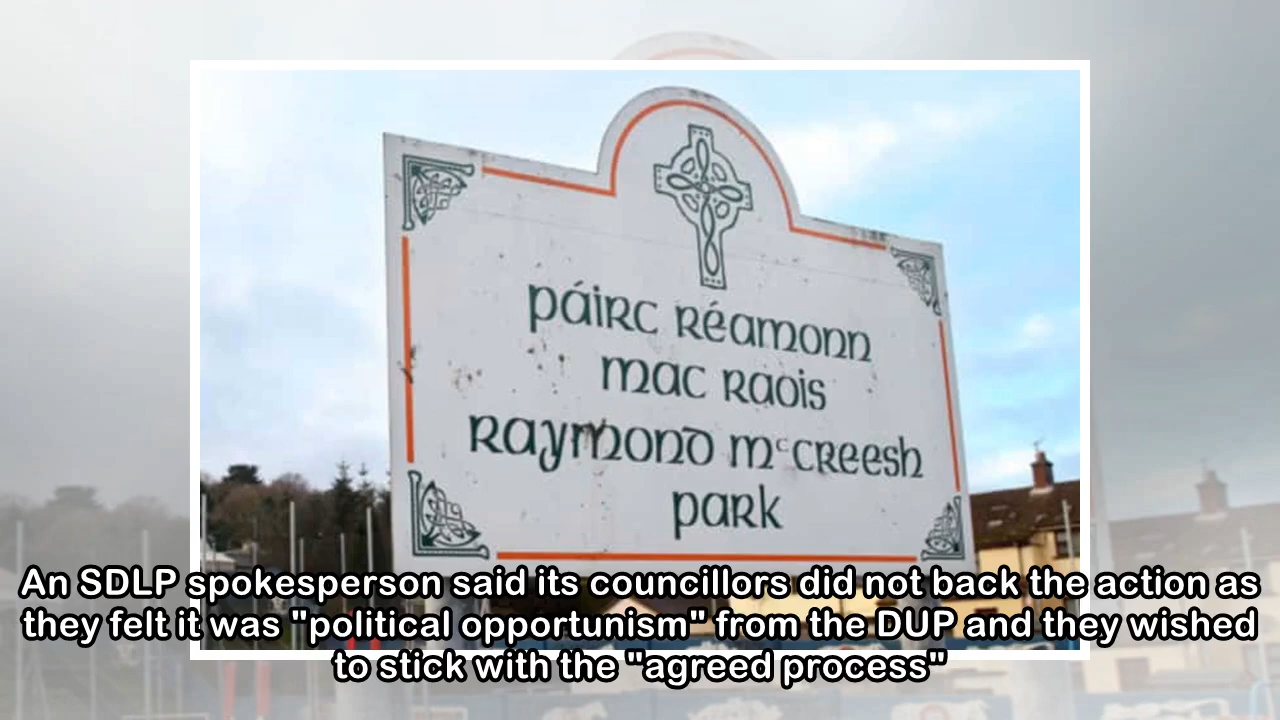 páirc réamonn
mac raois
raymond mccreesh
park
An SDLP spokesperson said its councillors did not back the action as
they felt it was "political opportunism" from the DUP and they wished
to stick with the "agreed process"